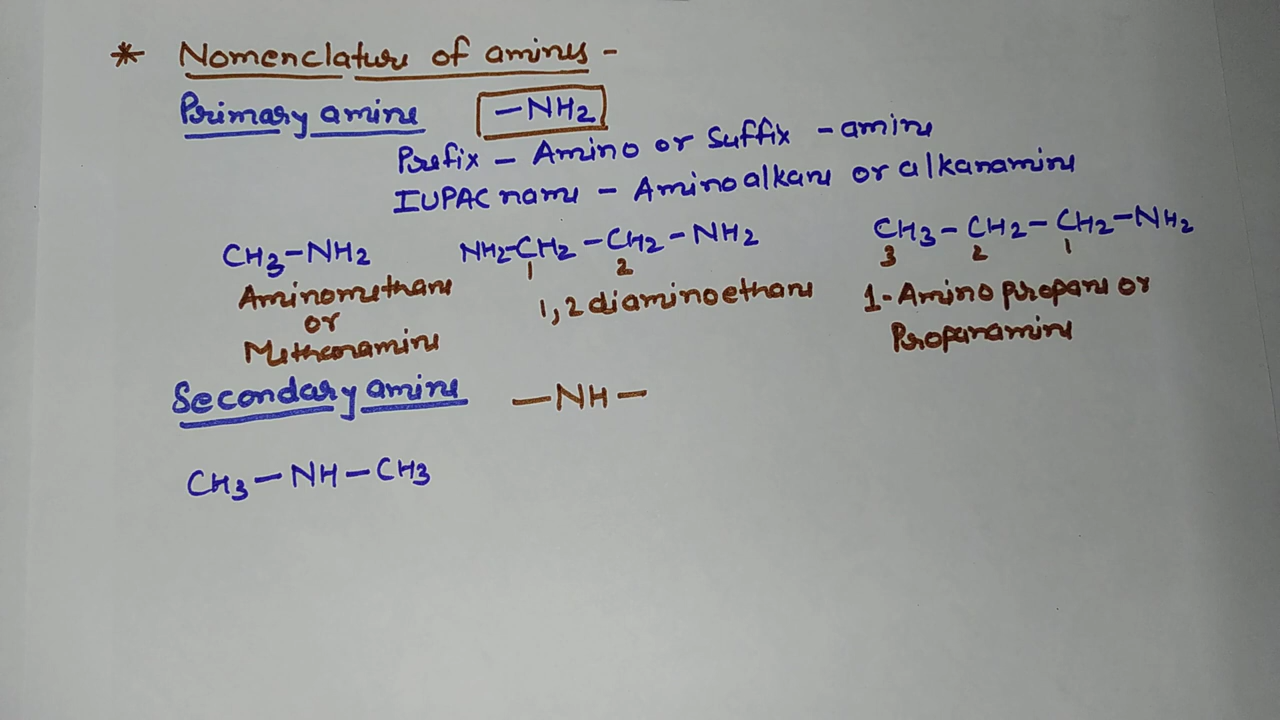 * Nomenclature of amines -
Primary amine -NH2
Prefix - Amino or Suffix - amine
IUPAC name - Aminoalkane or alkanamine
CH3-NH2 NH2-CH2-CH2-NH2 CH3-CH2-CH2-NH2
1 2 3 2 1
Aminomethane 1,2 diaminoethane 1-Amino propane or
or
Methenamine Propanamine
Secondary amine -NH-
CH3-NH-CH3